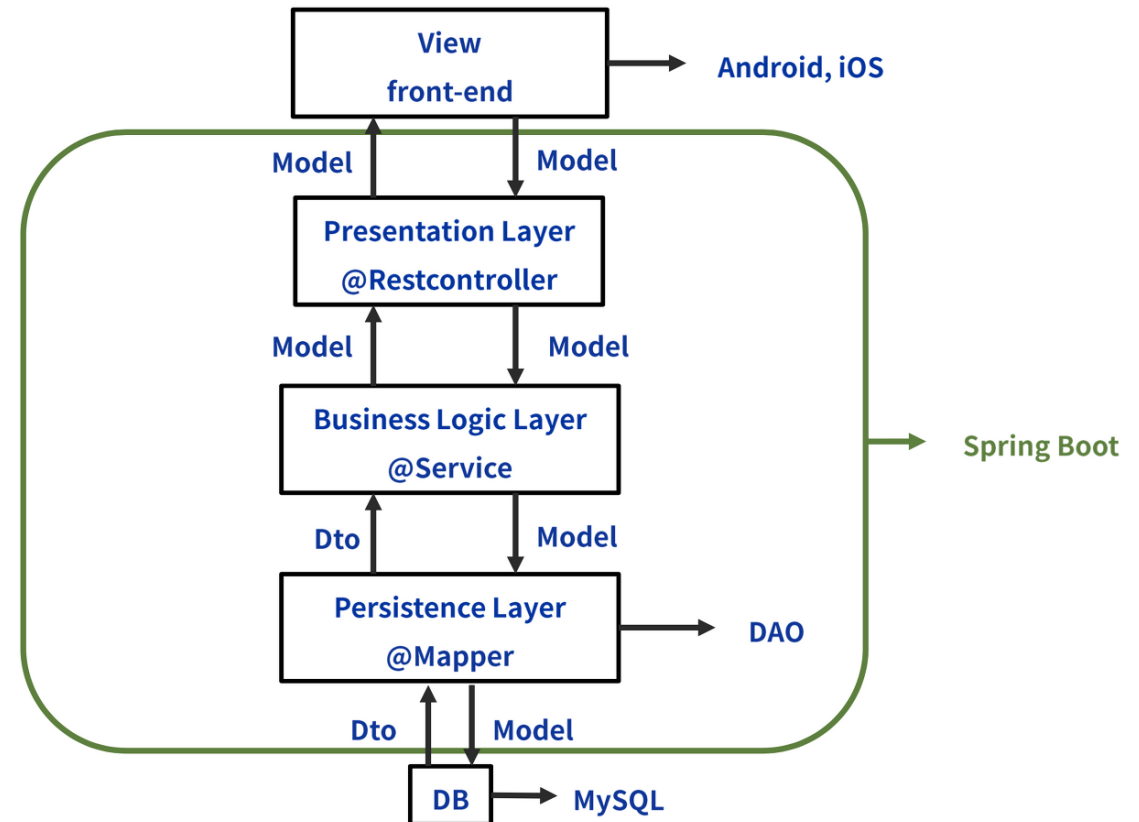 View
front-end
Android, iOS
Model
Model
Presentation Layer
@Restcontroller
Model
Model
Business Logic Layer
@Service
Spring Boot
Dto
Model
Persistence Layer
@Mapper
DAO
Dto
Model
DB
MySQL